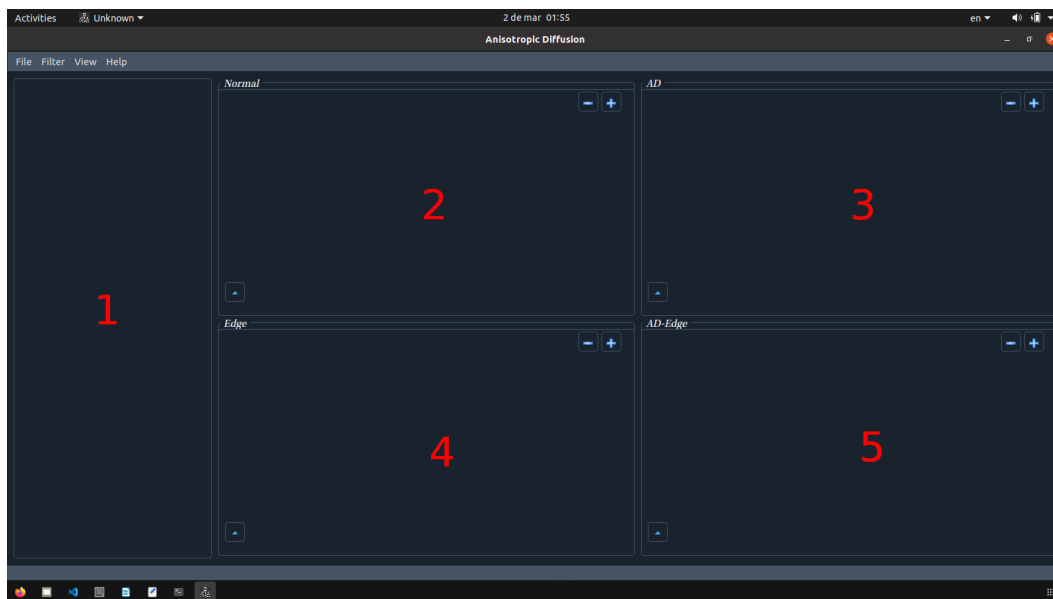 Activities Unknown 2 de mar 01:55 en
Anisotropic Diffusion
File Filter View Help
Normal AD
2 3
1
Edge AD-Edge
4 5